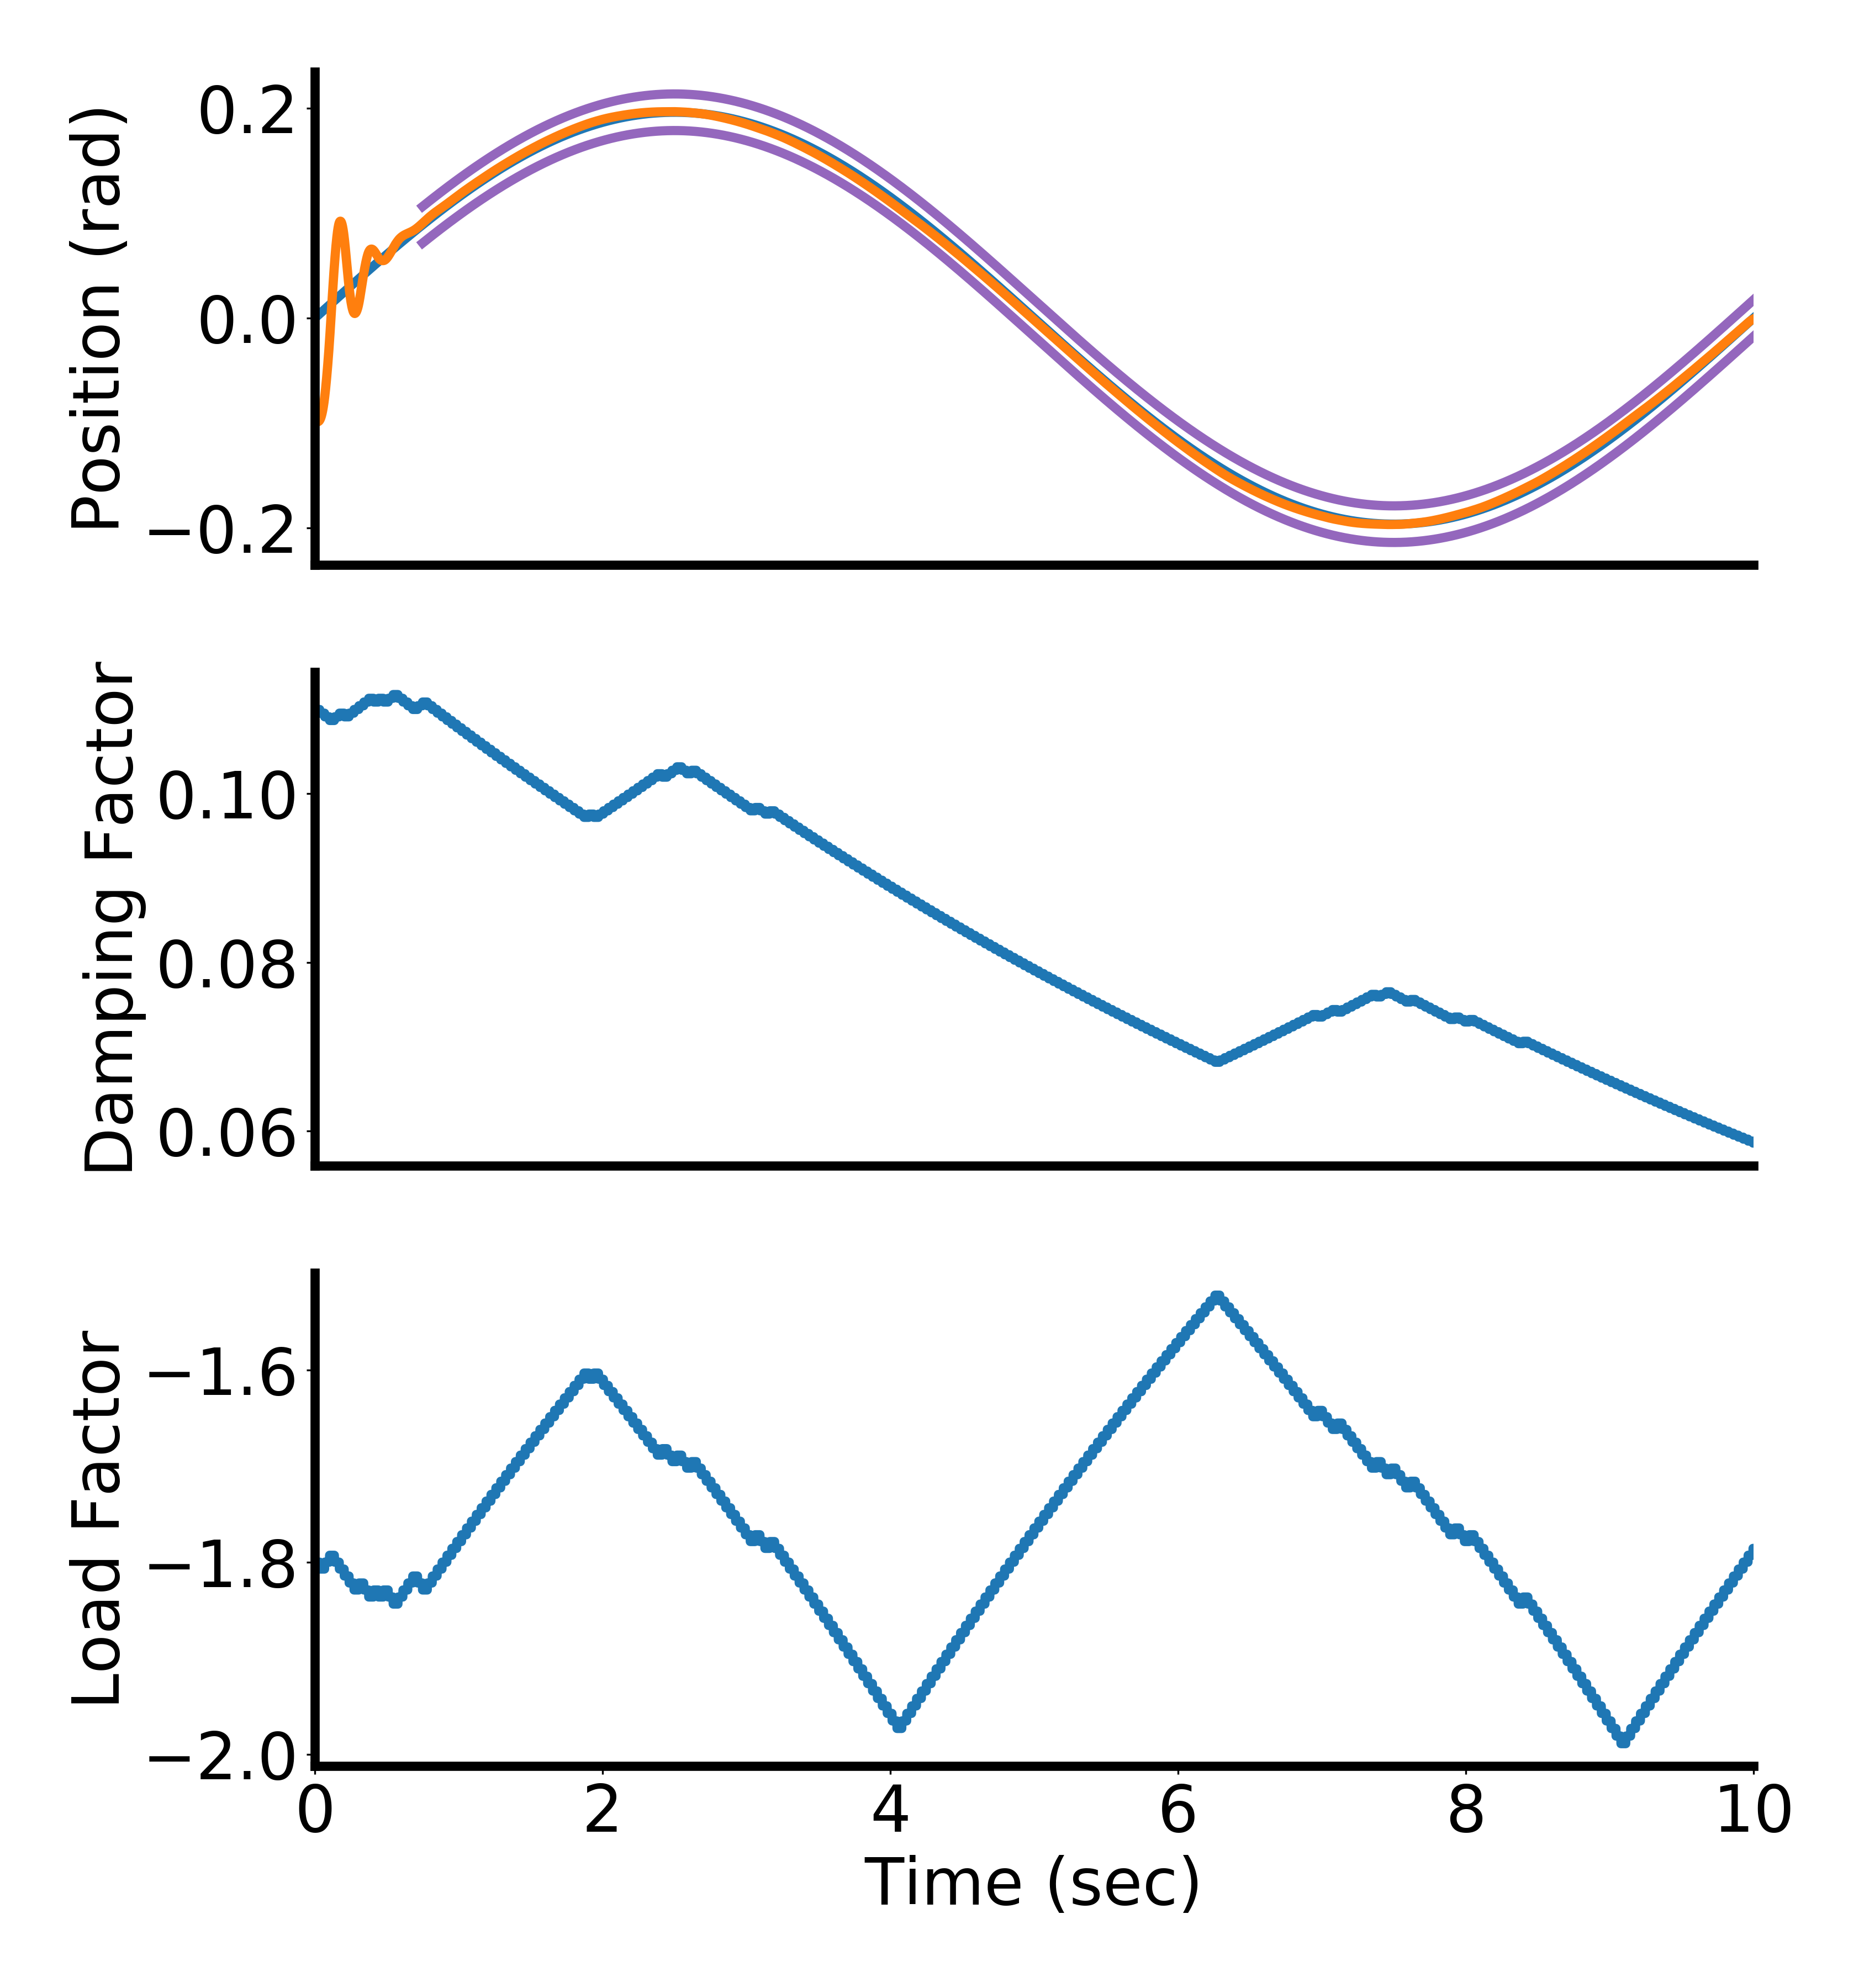 Position (rad)
0.2
0.0
−0.2
Damping Factor
0.10
0.08
0.06
Load Factor
−1.6
−1.8
−2.0
0 2 4 6 8 10
Time (sec)